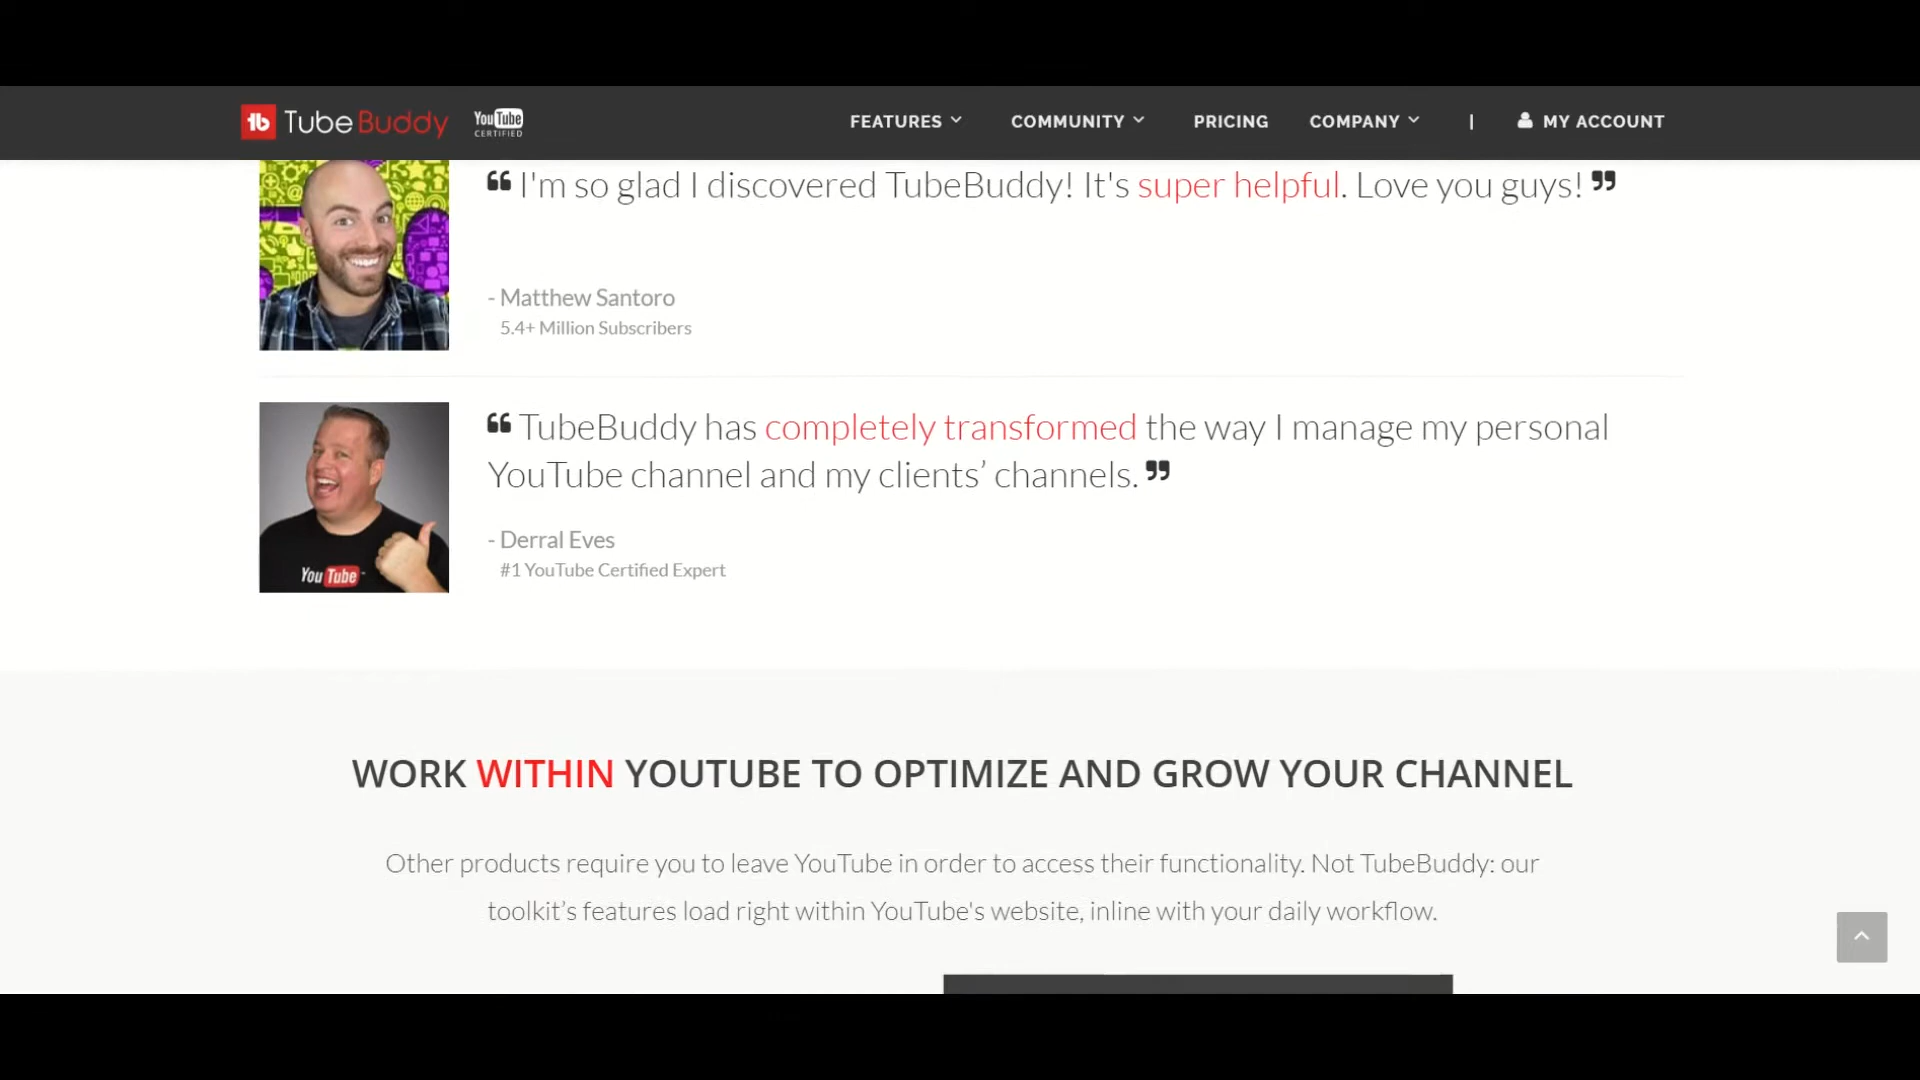 TubeBuddy YouTube CERTIFIED FEATURES COMMUNITY PRICING COMPANY | MY ACCOUNT
“ I'm so glad I discovered TubeBuddy! It's super helpful. Love you guys! ”
- Matthew Santoro
5.4+ Million Subscribers
“ TubeBuddy has completely transformed the way I manage my personal
YouTube channel and my clients’ channels. ”
- Derral Eves
#1 YouTube Certified Expert
YouTube
WORK WITHIN YOUTUBE TO OPTIMIZE AND GROW YOUR CHANNEL
Other products require you to leave YouTube in order to access their functionality. Not TubeBuddy: our
toolkit’s features load right within YouTube's website, inline with your daily workflow.